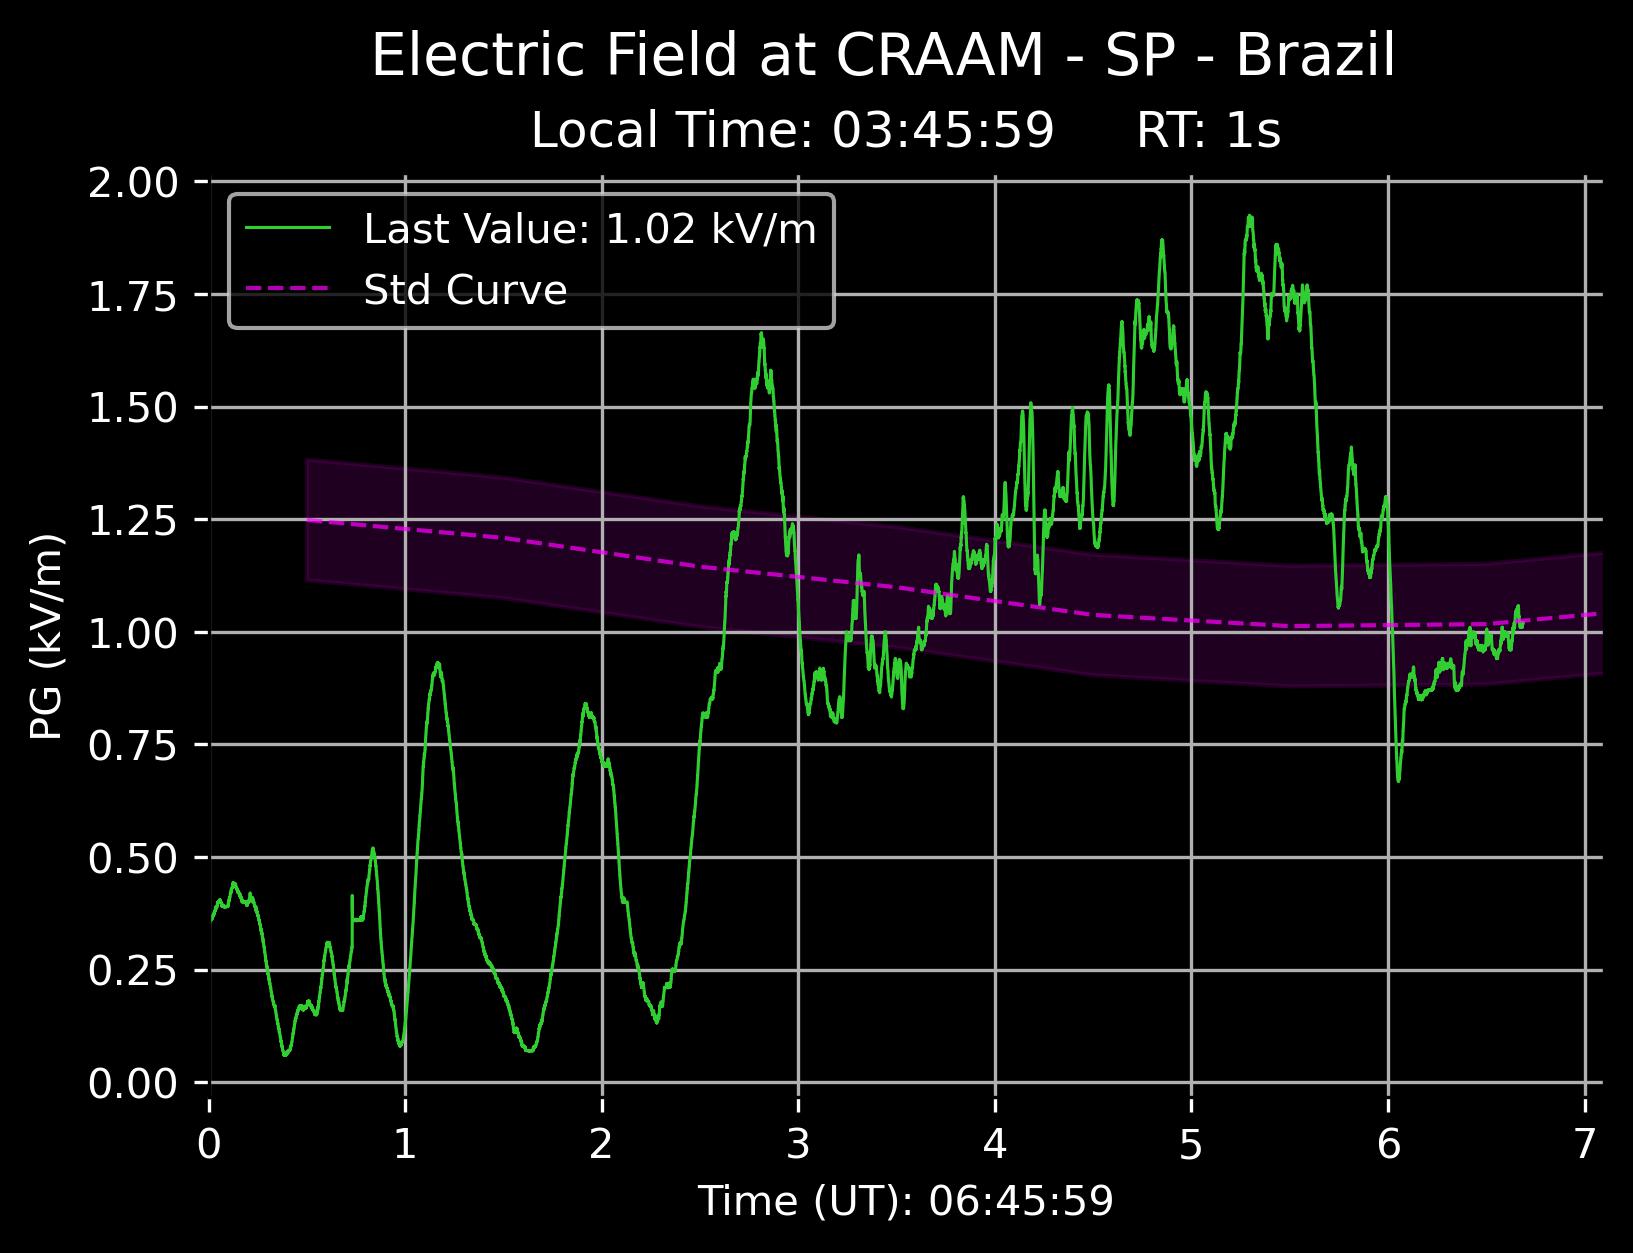 Electric Field at CRAAM - SP - Brazil
Local Time: 03:45:59 RT: 1s
Last Value: 1.02 kV/m
Std Curve
PG (kV/m)
2.00
1.75
1.50
1.25
1.00
0.75
0.50
0.25
0.00
0 1 2 3 4 5 6 7
Time (UT): 06:45:59